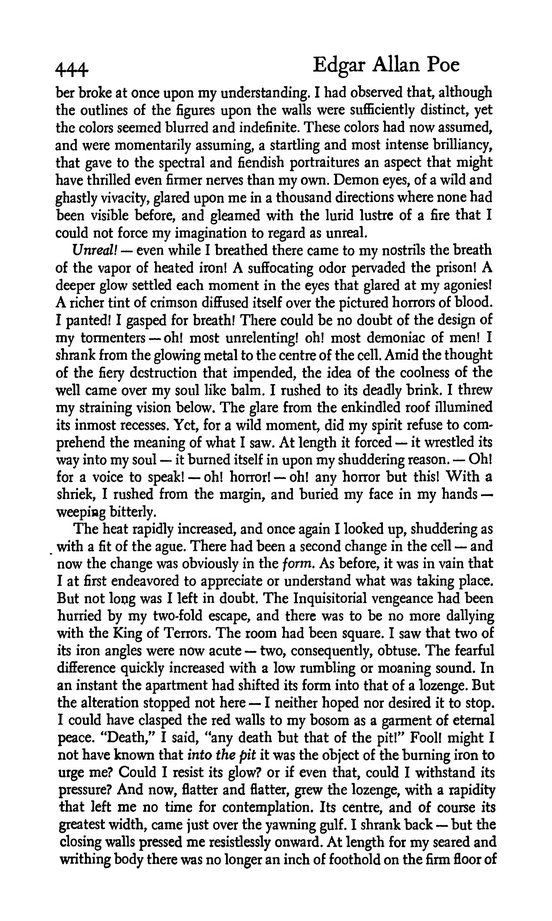 444
Edgar Allan Poe
ber broke at once upon my understanding. I had observed that, although
the outlines of the figures upon the walls were sufficiently distinct, yet
the colors seemed blurred and indefinite. These colors had now assumed,
and were momentarily assuming, a startling and most intense brilliancy,
that gave to the spectral and fiendish portraitures an aspect that might
have thrilled even firmer nerves than my own. Demon eyes, of a wild and
ghastly vivacity, glared upon me in a thousand directions where none had
been visible before, and gleamed with the lurid lustre of a fire that I
could not force my imagination to regard as unreal.
Unreal! — even while I breathed there came to my nostrils the breath
of the vapor of heated iron! A suffocating odor pervaded the prison! A
deeper glow settled each moment in the eyes that glared at my agonies!
A richer tint of crimson diffused itself over the pictured horrors of blood.
I panted! I gasped for breath! There could be no doubt of the design of
my tormenters — oh! most unrelenting! oh! most demoniac of men! I
shrank from the glowing metal to the centre of the cell. Amid the thought
of the fiery destruction that impended, the idea of the coolness of the
well came over my soul like balm. I rushed to its deadly brink. I threw
my straining vision below. The glare from the enkindled roof illumined
its inmost recesses. Yet, for a wild moment, did my spirit refuse to com-
prehend the meaning of what I saw. At length it forced — it wrestled its
way into my soul — it burned itself in upon my shuddering reason. — Oh!
for a voice to speak! — oh! horror! — oh! any horror but this! With a
shriek, I rushed from the margin, and buried my face in my hands —
weeping bitterly.
The heat rapidly increased, and once again I looked up, shuddering as
with a fit of the ague. There had been a second change in the cell — and
now the change was obviously in the form. As before, it was in vain that
I at first endeavored to appreciate or understand what was taking place.
But not long was I left in doubt. The Inquisitorial vengeance had been
hurried by my two-fold escape, and there was to be no more dallying
with the King of Terrors. The room had been square. I saw that two of
its iron angles were now acute — two, consequently, obtuse. The fearful
difference quickly increased with a low rumbling or moaning sound. In
an instant the apartment had shifted its form into that of a lozenge. But
the alteration stopped not here — I neither hoped nor desired it to stop.
I could have clasped the red walls to my bosom as a garment of eternal
peace. “Death,” I said, “any death but that of the pit!” Fool! might I
not have known that into the pit it was the object of the burning iron to
urge me? Could I resist its glow? or if even that, could I withstand its
pressure? And now, flatter and flatter, grew the lozenge, with a rapidity
that left me no time for contemplation. Its centre, and of course its
greatest width, came just over the yawning gulf. I shrank back — but the
closing walls pressed me resistlessly onward. At length for my seared and
writhing body there was no longer an inch of foothold on the firm floor of